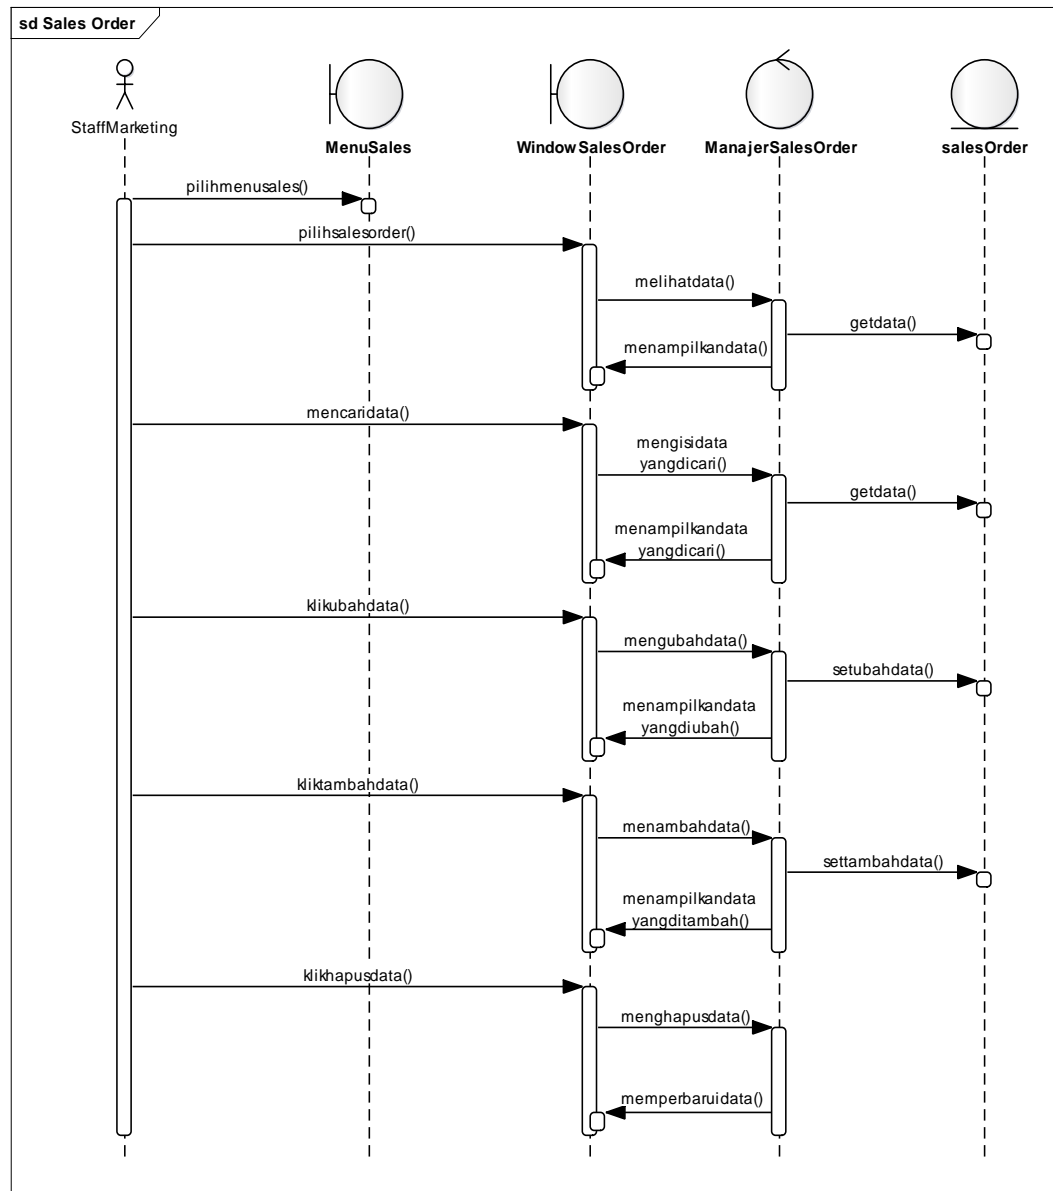 sd Sales Order
StaffMarketing
MenuSales
WindowSalesOrder
ManajerSalesOrder
salesOrder
pilihmenusales()
pilihsalesorder()
melihatdata()
getdata()
menampilkandata()
mencaridata()
mengisidata
yangdicari()
getdata()
menampilkandata
yangdicari()
klikubahdata()
mengubahdata()
setubahdata()
menampilkandata
yangdiubah()
kliktambahdata()
menambahdata()
settambahdata()
menampilkandata
yangditambah()
klikhapusdata()
menghapusdata()
memperbaruidata()